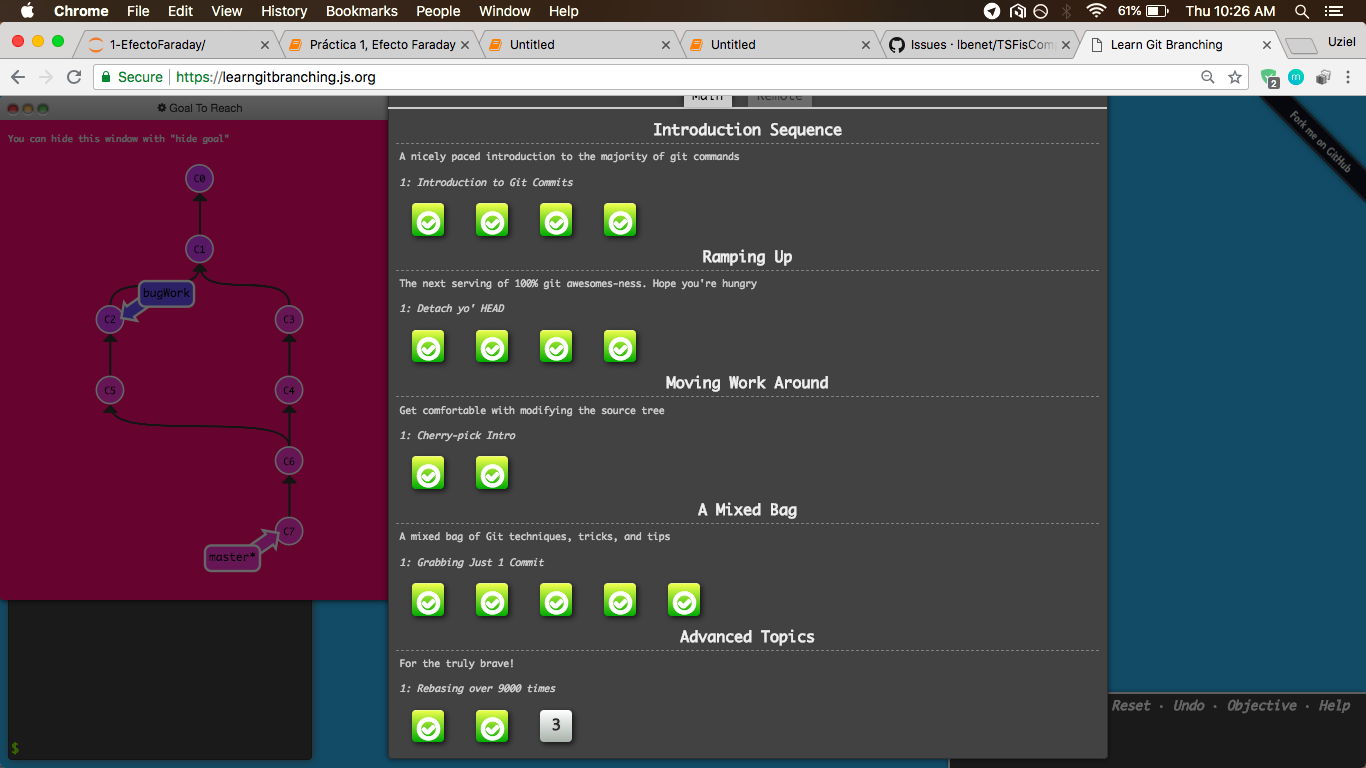 Chrome File Edit View History Bookmarks People Window Help 61% Thu 10:26 AM
1-EfectoFaraday/ Práctica 1, Efecto Faraday Untitled Untitled Issues · lbenet/TSFisCom Learn Git Branching Uziel
Secure https://learngitbranching.js.org 2 m
Goal To Reach
Main Remote
Fork me on GitHub
You can hide this window with "hide goal"
C0
C1
bugWork
C2 C3
C5 C4
C6
C7
master*
$
Introduction Sequence
A nicely paced introduction to the majority of git commands
1: Introduction to Git Commits
Ramping Up
The next serving of 100% git awesomes-ness. Hope you're hungry
1: Detach yo' HEAD
Moving Work Around
Get comfortable with modifying the source tree
1: Cherry-pick Intro
A Mixed Bag
A mixed bag of Git techniques, tricks, and tips
1: Grabbing Just 1 Commit
Advanced Topics
For the truly brave!
1: Rebasing over 9000 times
3
Reset · Undo · Objective · Help